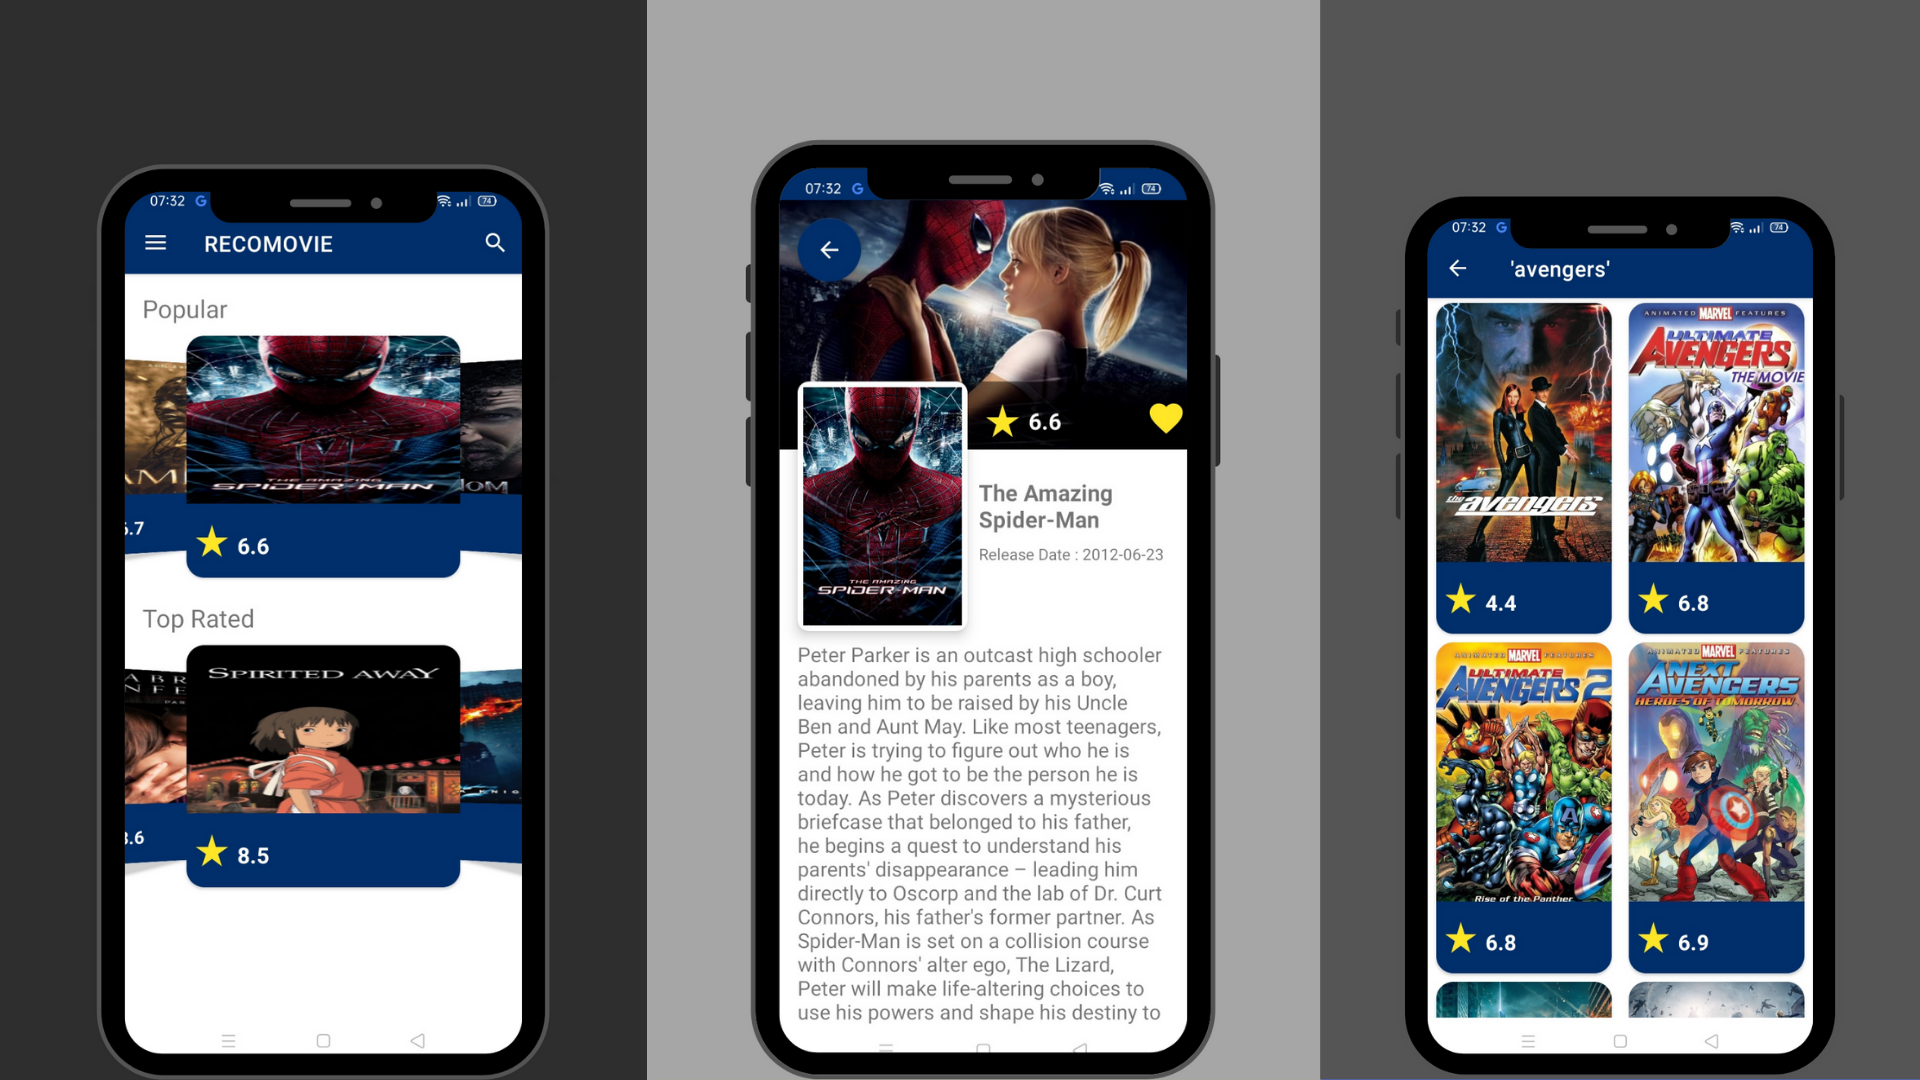 07:32 G 74
RECOMOVIE
Popular
THE AMAZING
SPIDER-MAN
6.6
Top Rated
SPIRITED AWAY
8.5
07:32 G 74
6.6
THE AMAZING
SPIDER-MAN
The Amazing
Spider-Man
Release Date : 2012-06-23
Peter Parker is an outcast high schooler
abandoned by his parents as a boy,
leaving him to be raised by his Uncle
Ben and Aunt May. Like most teenagers,
Peter is trying to figure out who he is
and how he got to be the person he is
today. As Peter discovers a mysterious
briefcase that belonged to his father,
he begins a quest to understand his
parents' disappearance – leading him
directly to Oscorp and the lab of Dr. Curt
Connors, his father's former partner. As
Spider-Man is set on a collision course
with Connors' alter ego, The Lizard,
Peter will make life-altering choices to
use his powers and shape his destiny to
07:32 G 74
'avengers'
the avengers
4.4
ANIMATED MARVEL FEATURES
ULTIMATE
AVENGERS
THE MOVIE
6.8
ANIMATED MARVEL FEATURES
ULTIMATE
AVENGERS 2
Rise of the Panther
6.8
ANIMATED MARVEL FEATURES
NEXT
AVENGERS
HEROES OF TOMORROW
6.9